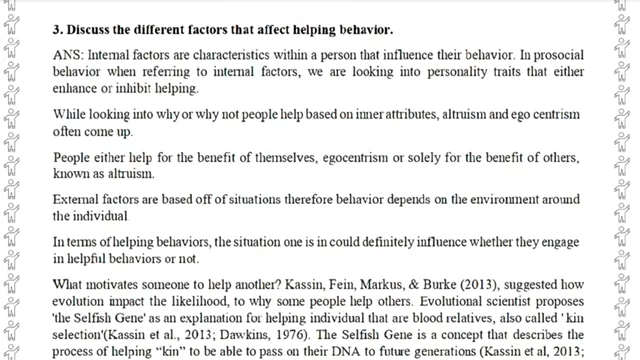 3. Discuss the different factors that affect helping behavior.
ANS: Internal factors are characteristics within a person that influence their behavior. In prosocial
behavior when referring to internal factors, we are looking into personality traits that either
enhance or inhibit helping.
While looking into why or why not people help based on inner attributes, altruism and ego centrism
often come up.
People either help for the benefit of themselves, egocentrism or solely for the benefit of others,
known as altruism.
External factors are based off of situations therefore behavior depends on the environment around
the individual
In terms of helping behaviors, the situation one is in could definitely influence whether they engage
in helpful behaviors or not.
What motivates someone to help another? Kassin, Fein, Markus, & Burke (2013), suggested how
evolution impact the likelihood, to why some people help others. Evolutional scientist proposes
'the Selfish Gene' as an explanation for helping individual that are blood relatives, also called ' kin
selection'(Kassin et al., 2013; Dawkins, 1976). The Selfish Gene is a concept that describes the
process of helping “kin” to be able to pass on their DNA to future generations (Kassin et al, 2013;